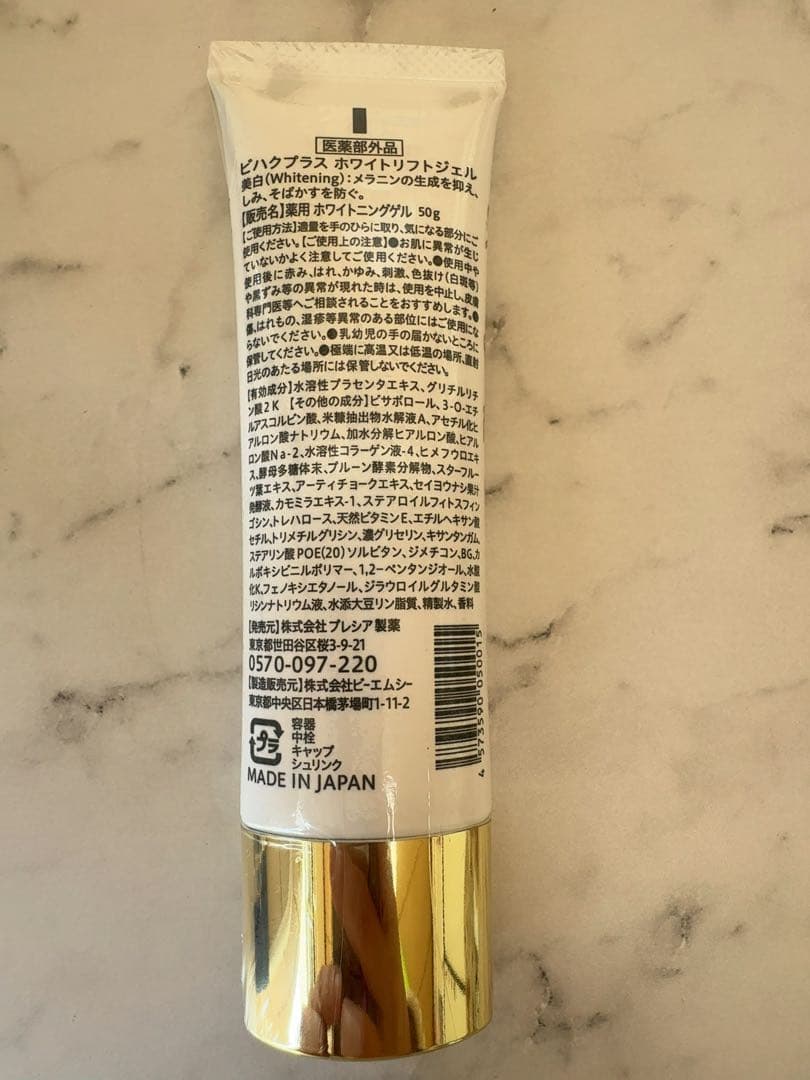 医薬部外品
ビハクプラス ホワイトリフトジェル
美白(Whitening):メラニンの生成を抑え、
しみ、そばかすを防ぐ。
【販売名】薬用 ホワイトニングゲル 50g
【ご使用方法】適量を手のひらに取り、気になる部分にご
使用ください。【ご使用上の注意】●お肌に異常が生じ
ていないかよく注意してご使用ください。●使用中や
使用後に赤み、はれ、かゆみ、刺激、色抜け(白斑等)
や黒ずみ等の異常が現れた時は、使用を中止し、皮膚
科専門医等へご相談されることをおすすめします。●
傷、はれもの、湿疹等異常のある部位にはご使用にな
らないでください。●乳幼児の手の届かないところに
保管してください。●極端に高温又は低温の場所、直射
日光のあたる場所には保管しないでください。
【有効成分】水溶性プラセンタエキス、グリチルリチ
ン酸2K 【その他の成分】ビサボロール、3-O-エチ
ルアスコルビン酸、米糠抽出物水解液A、アセチル化ヒ
アルロン酸ナトリウム、加水分解ヒアルロン酸、ヒアル
ロン酸Na-2、水溶性コラーゲン液-4、ヒメフウロエキ
ス、酵母多糖体末、プルーン酵素分解物、スターフルー
ツ葉エキス、アーティチョークエキス、セイヨウナシ果汁
発酵液、カモミラエキス-1、ステアロイルフィトスフィン
ゴシン、トレハロース、天然ビタミンE、エチルヘキサン酸
セチル、トリメチルグリシン、濃グリセリン、キサンタンガム、
ステアリン酸POE(20)ソルビタン、ジメチコン、BG、カ
ルボキシビニルポリマー、1,2-ペンタンジオール、水酸
化K、フェノキシエタノール、ジラウロイルグルタミン酸
リシンナトリウム液、水添大豆リン脂質、精製水、香料
【発売元】株式会社 プレシア製薬
東京都世田谷区桜3-9-21
0570-097-220
【製造販売元】株式会社ピーエムシー
東京都中央区日本橋茅場町1-11-2
プラ
容器
中栓
キャップ
シュリンク
MADE IN JAPAN
4 573590 050015